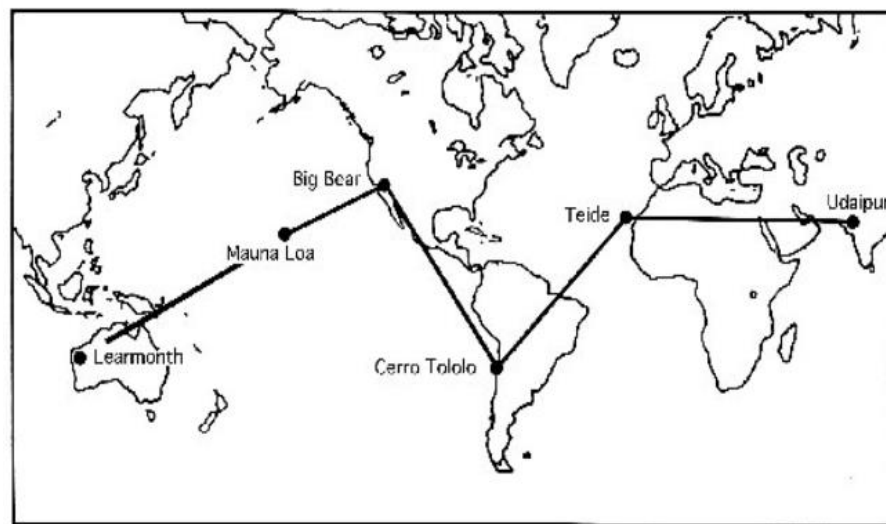 Big Bear
Mauna Loa
Learmonth
Cerro Tololo
Teide
Udaipur